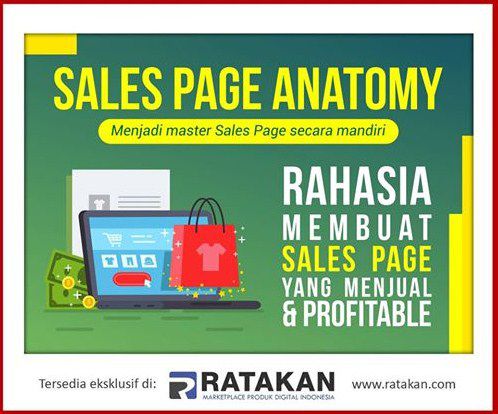 SALES PAGE ANATOMY
Menjadi master Sales Page secara mandiri
RAHASIA
MEMBUAT
SALES PAGE
YANG MENJUAL
& PROFITABLE
Tersedia eksklusif di:
RATAKAN
MARKETPLACE PRODUK DIGITAL INDONESIA
www.ratakan.com